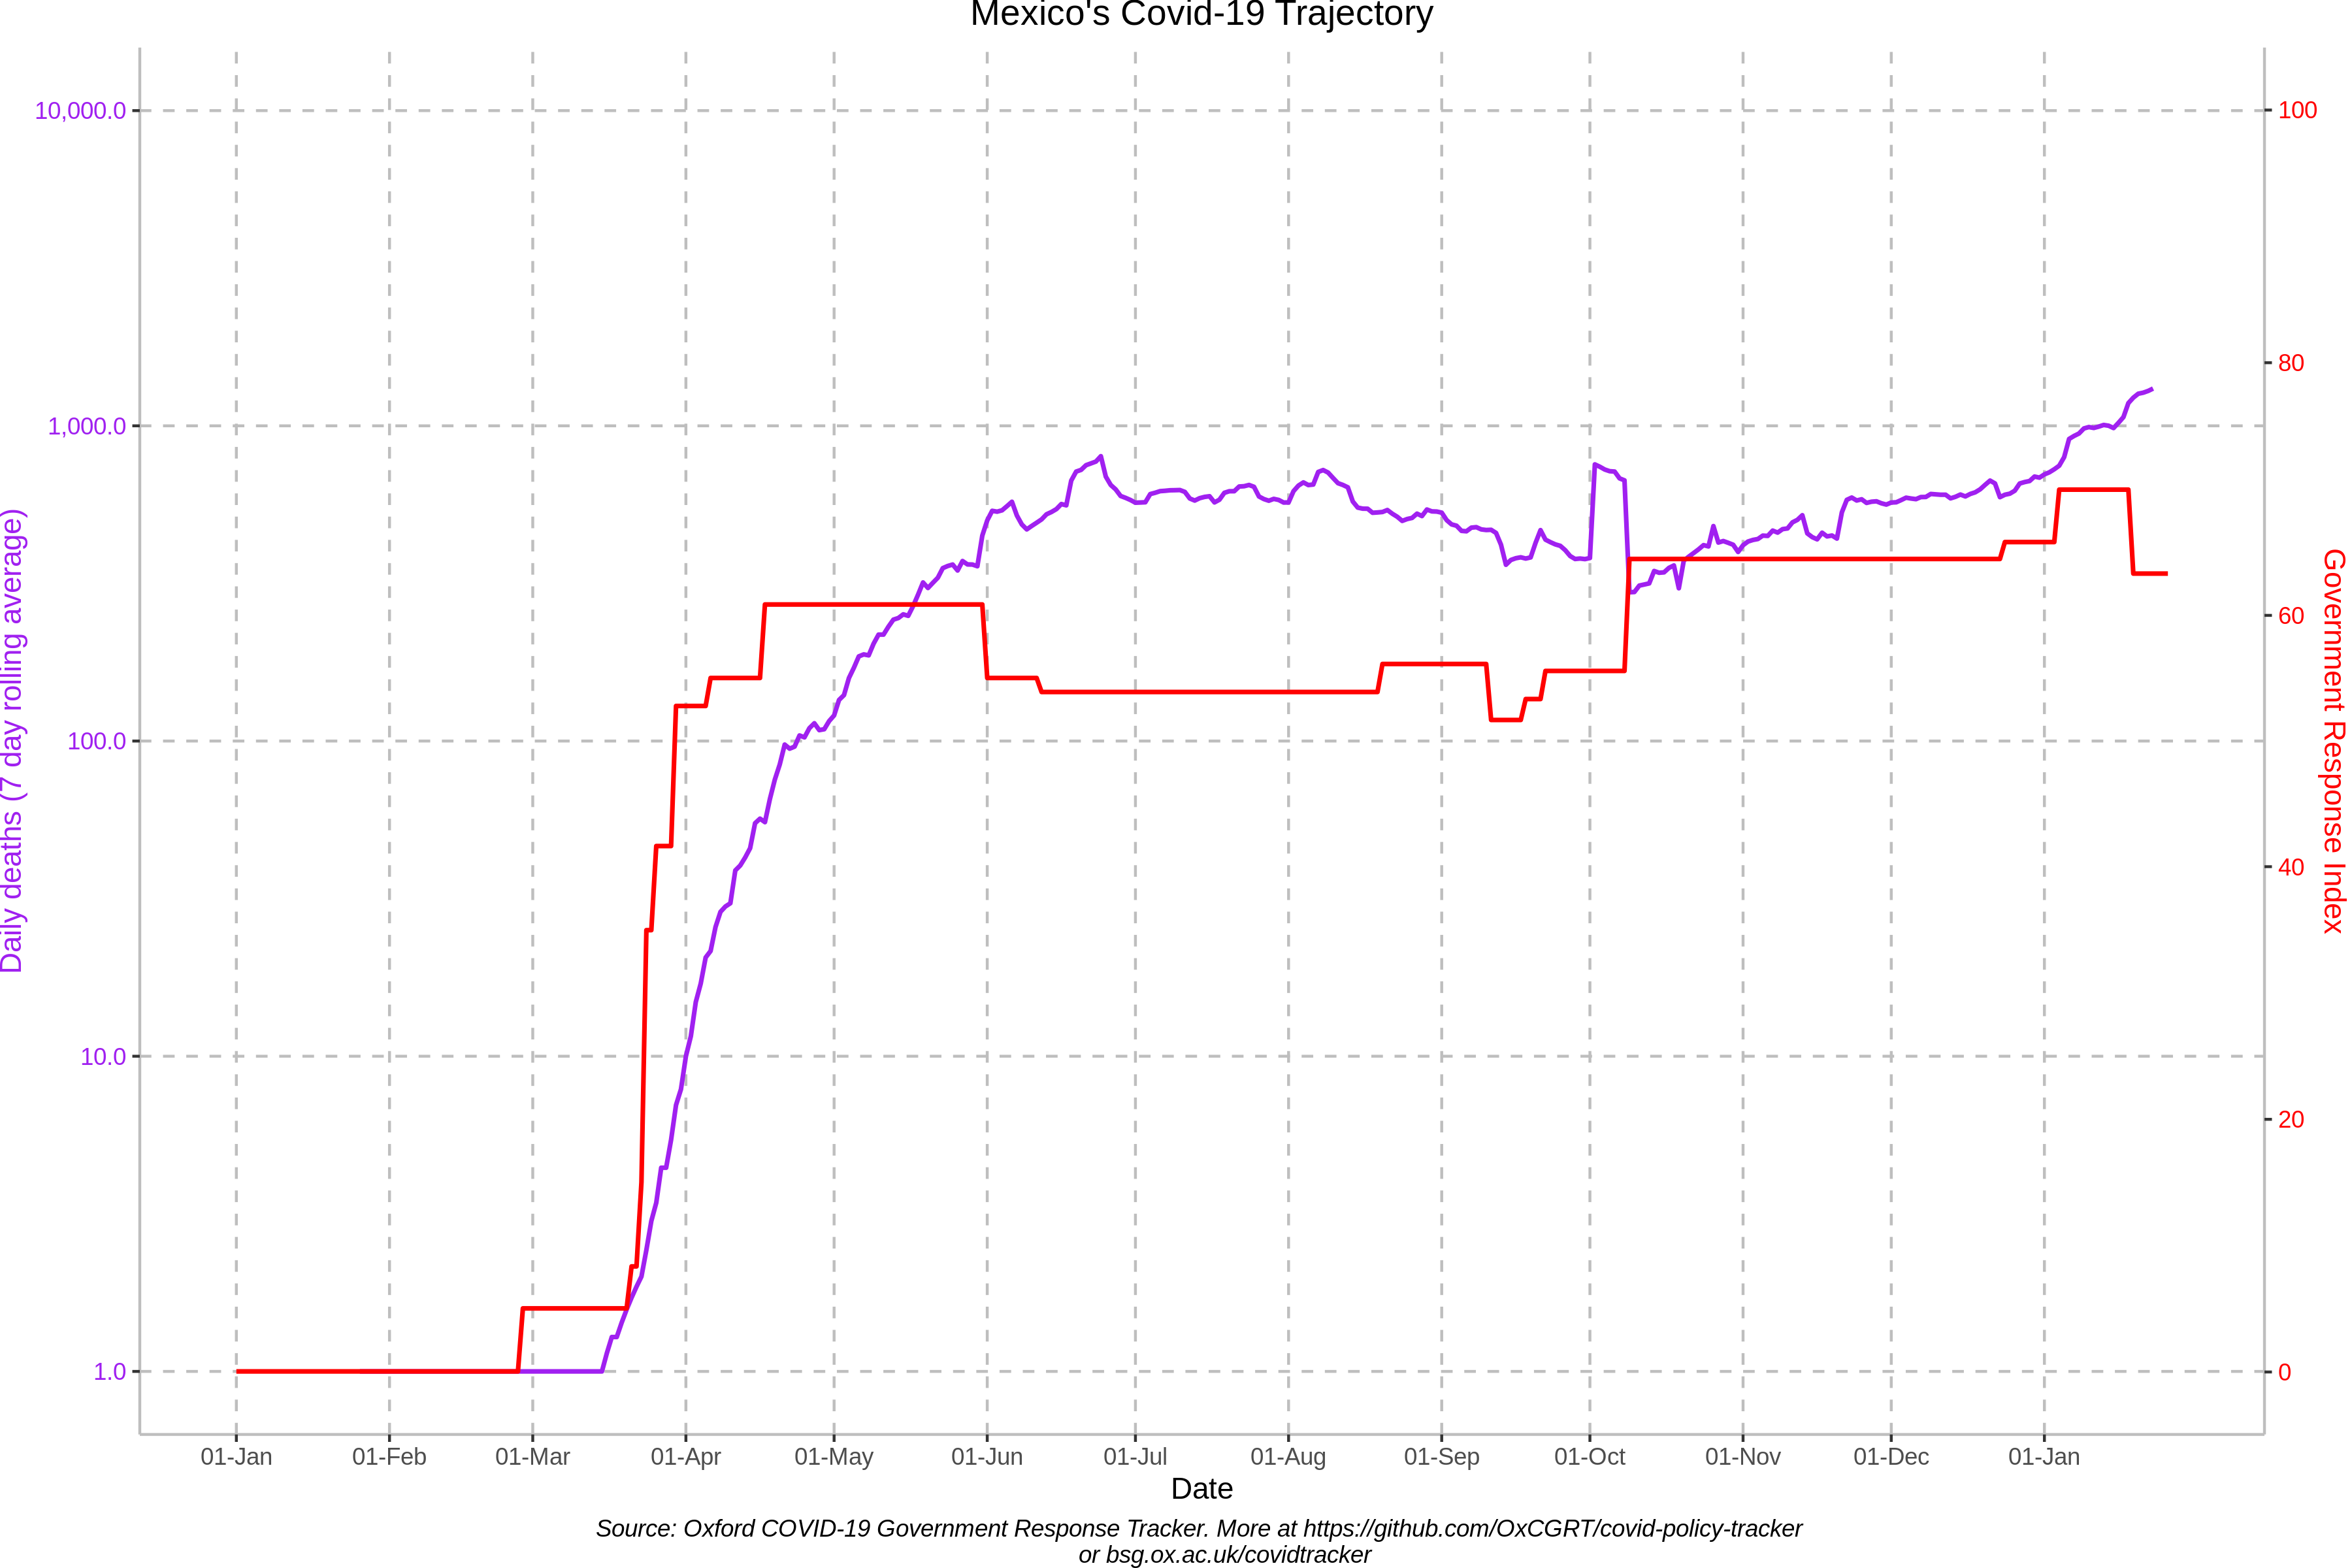 Mexico's Covid-19 Trajectory
Daily deaths (7 day rolling average)
10,000.0
1,000.0
100.0
10.0
1.0
100
80
60
40
20
0
Government Response Index
01-Jan 01-Feb 01-Mar 01-Apr 01-May 01-Jun 01-Jul 01-Aug 01-Sep 01-Oct 01-Nov 01-Dec 01-Jan
Date
Source: Oxford COVID-19 Government Response Tracker. More at https://github.com/OxCGRT/covid-policy-tracker
or bsg.ox.ac.uk/covidtracker